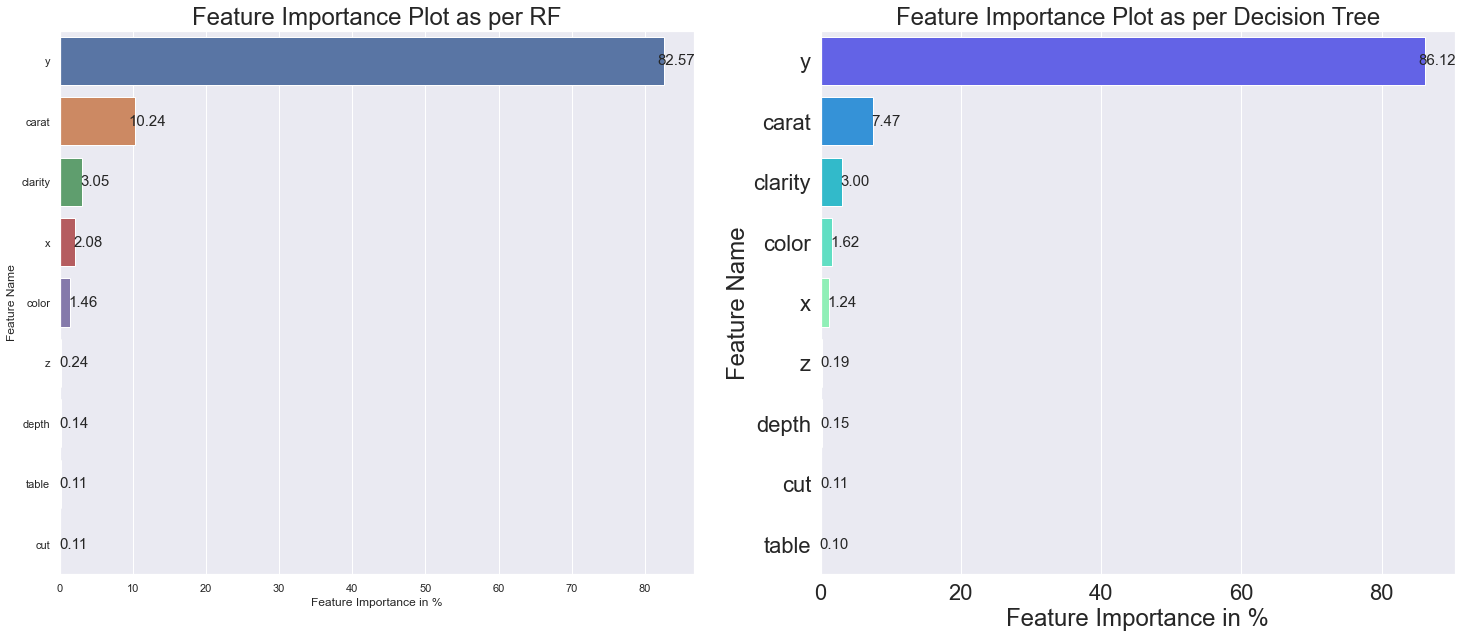 Feature Importance Plot as per RF
y 82.57
carat 10.24
clarity 3.05
x 2.08
color 1.46
z 0.24
depth 0.14
table 0.11
cut 0.11
Feature Name
0 10 20 30 40 50 60 70 80
Feature Importance in %
Feature Importance Plot as per Decision Tree
y 86.12
carat 7.47
clarity 3.00
color 1.62
x 1.24
z 0.19
depth 0.15
cut 0.11
table 0.10
Feature Name
0 20 40 60 80
Feature Importance in %